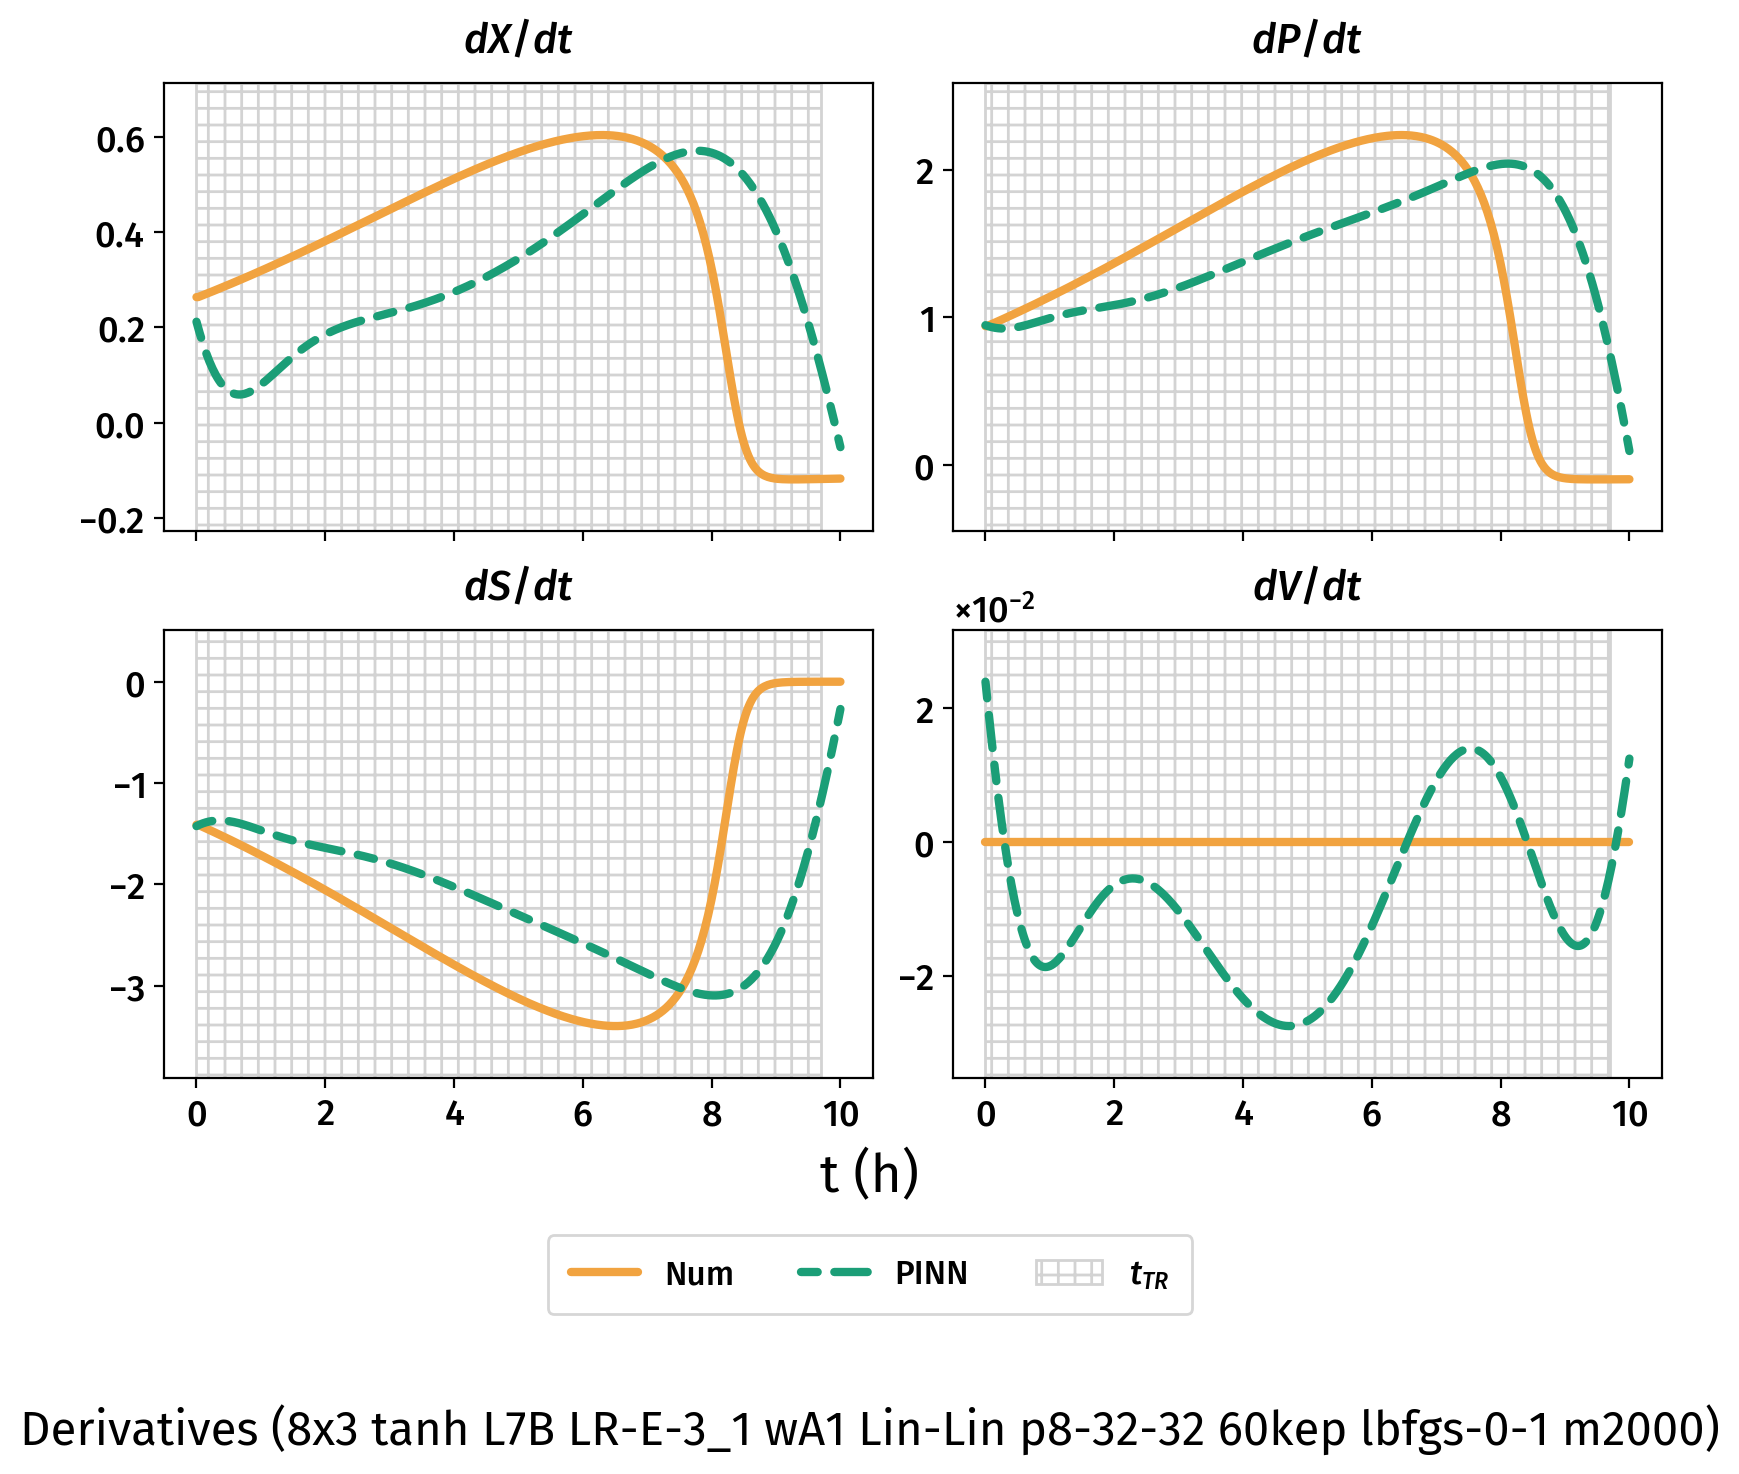 dX/dt
dP/dt
0.6
0.4
0.2
0.0
−0.2
2
1
0
dS/dt
dV/dt
×10⁻²
0
−1
−2
−3
2
0
−2
0 2 4 6 8 10
0 2 4 6 8 10
t (h)
Num PINN t_TR
Derivatives (8x3 tanh L7B LR-E-3_1 wA1 Lin-Lin p8-32-32 60kep lbfgs-0-1 m2000)